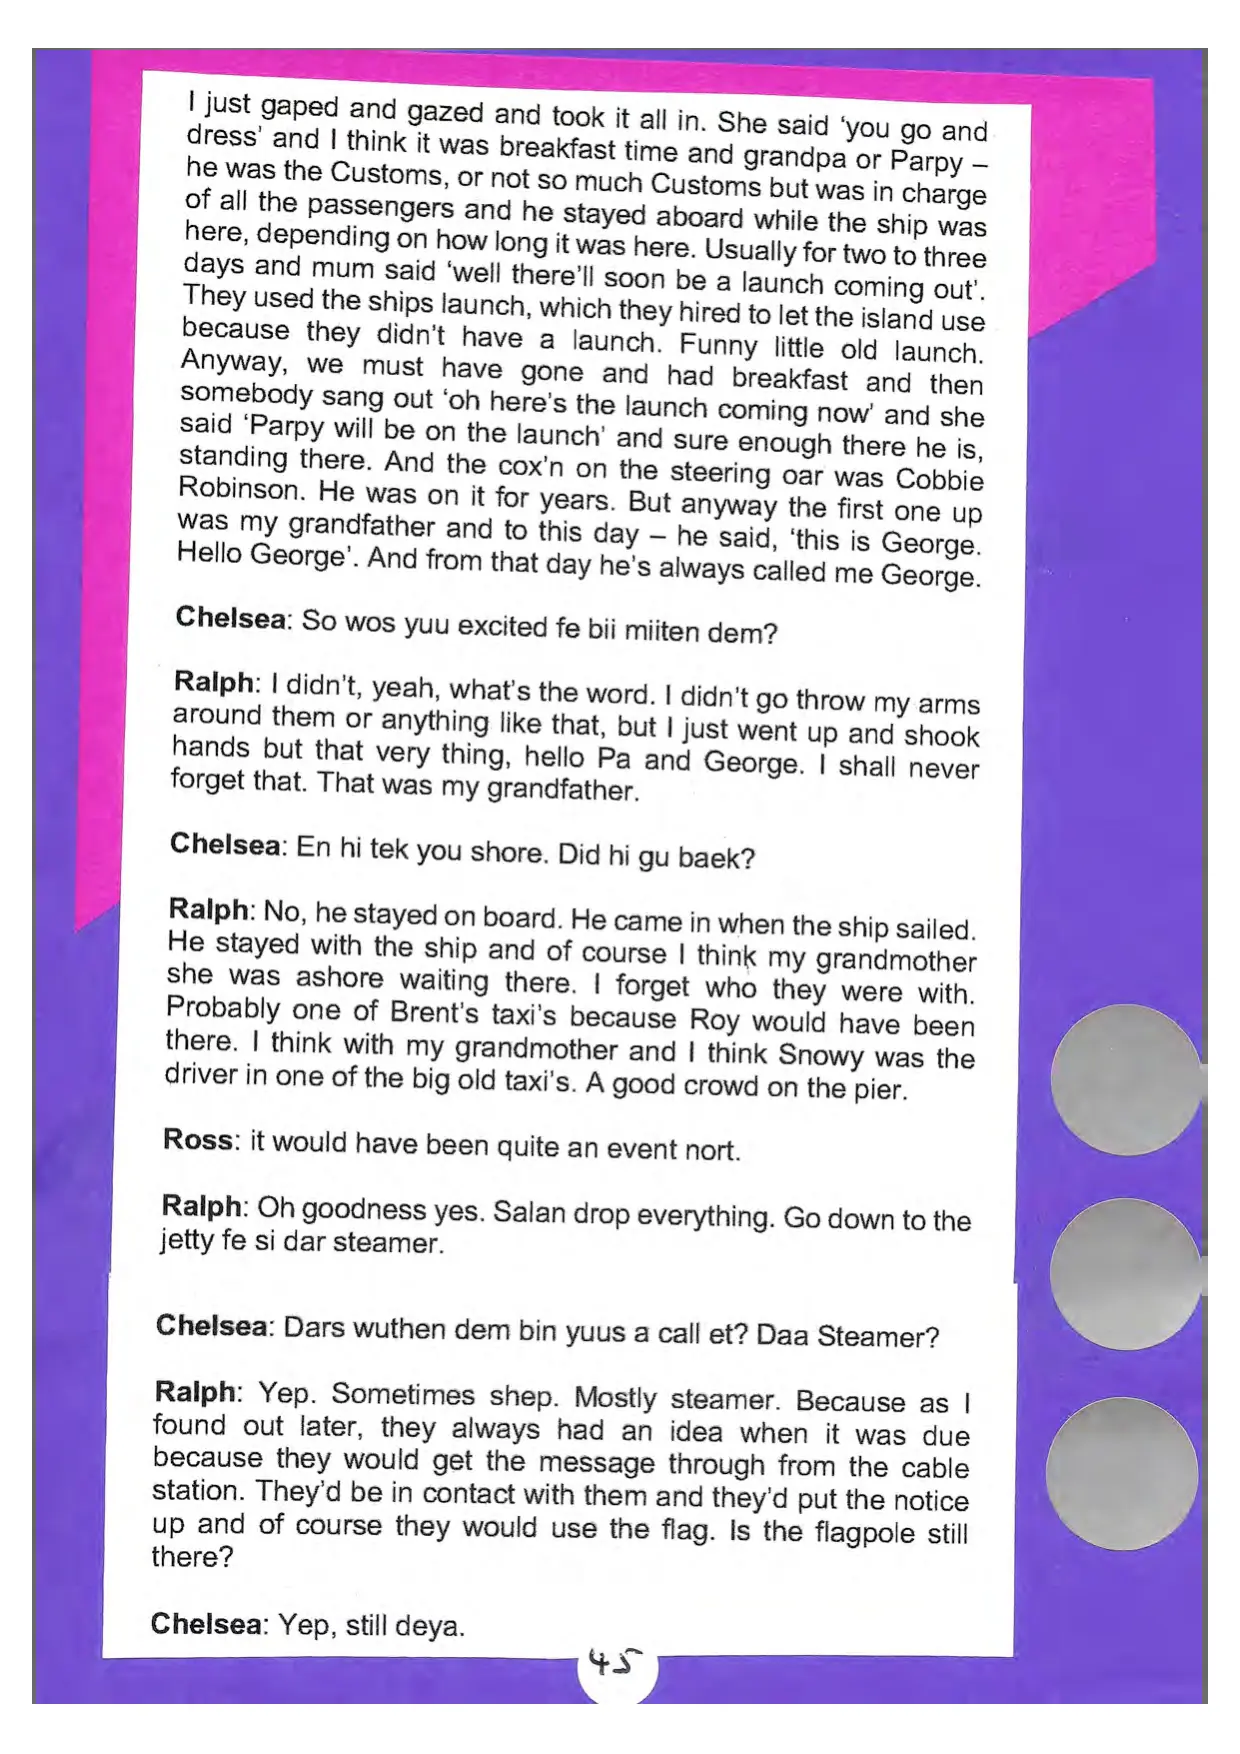 I just gaped and gazed and took it all in. She said ‘you go and
dress’ and I think it was breakfast time and grandpa or Parpy –
he was the Customs, or not so much Customs but was in charge
of all the passengers and he stayed aboard while the ship was
here, depending on how long it was here. Usually for two to three
days and mum said ‘well there’ll soon be a launch coming out’.
They used the ships launch, which they hired to let the island use
because they didn’t have a launch. Funny little old launch.
Anyway, we must have gone and had breakfast and then
somebody sang out ‘oh here’s the launch coming now’ and she
said ‘Parpy will be on the launch’ and sure enough there he is,
standing there. And the cox’n on the steering oar was Cobbie
Robinson. He was on it for years. But anyway the first one up
was my grandfather and to this day – he said, ‘this is George.
Hello George’. And from that day he’s always called me George.
Chelsea: So wos yuu excited fe bii miiten dem?
Ralph: I didn’t, yeah, what’s the word. I didn’t go throw my arms
around them or anything like that, but I just went up and shook
hands but that very thing, hello Pa and George. I shall never
forget that. That was my grandfather.
Chelsea: En hi tek you shore. Did hi gu baek?
Ralph: No, he stayed on board. He came in when the ship sailed.
He stayed with the ship and of course I think my grandmother
she was ashore waiting there. I forget who they were with.
Probably one of Brent’s taxi’s because Roy would have been
there. I think with my grandmother and I think Snowy was the
driver in one of the big old taxi’s. A good crowd on the pier.
Ross: it would have been quite an event nort.
Ralph: Oh goodness yes. Salan drop everything. Go down to the
jetty fe si dar steamer.
Chelsea: Dars wuthen dem bin yuus a call et? Daa Steamer?
Ralph: Yep. Sometimes shep. Mostly steamer. Because as I
found out later, they always had an idea when it was due
because they would get the message through from the cable
station. They’d be in contact with them and they’d put the notice
up and of course they would use the flag. Is the flagpole still
there?
Chelsea: Yep, still deya.
45